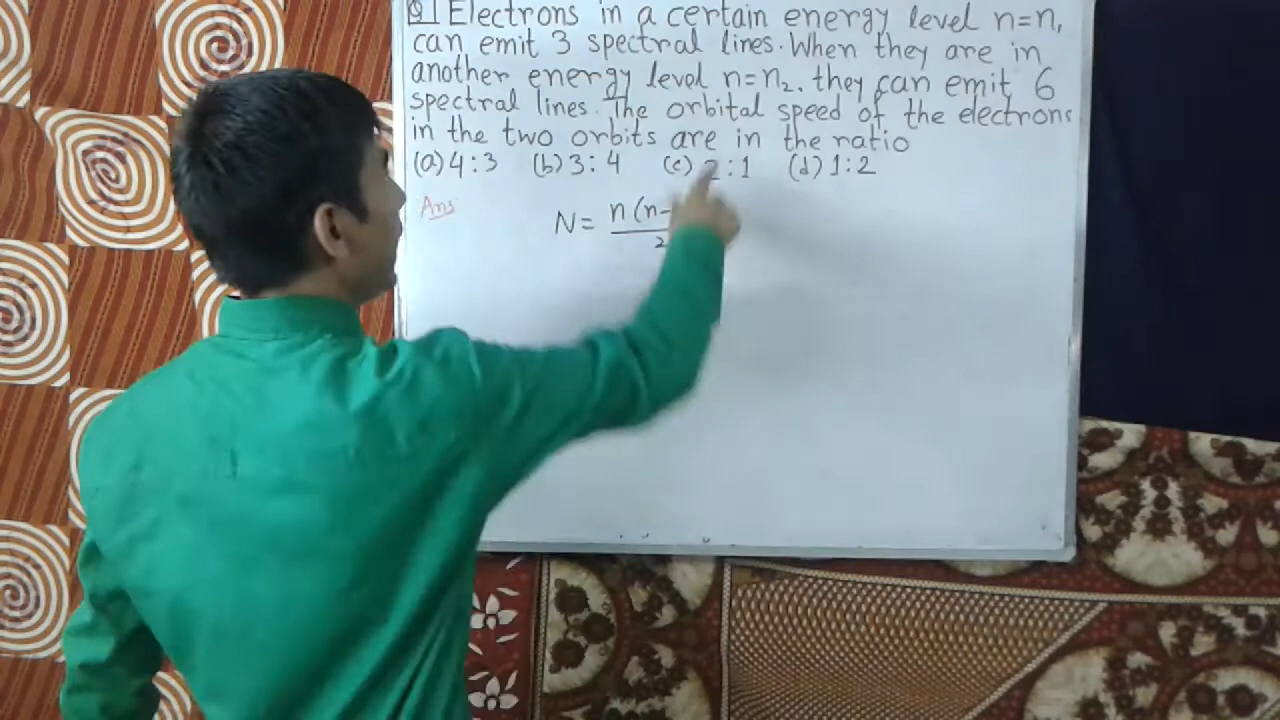 Q1 Electrons in a certain energy level n=n,
can emit 3 spectral lines. When they are in
another energy level n=n₂. they can emit 6
spectral lines. The orbital speed of the electrons
in the two orbits are in the ratio
(a) 4:3 (b) 3:4 (c) 2:1 (d) 1:2
Ans
N = n(n-
2